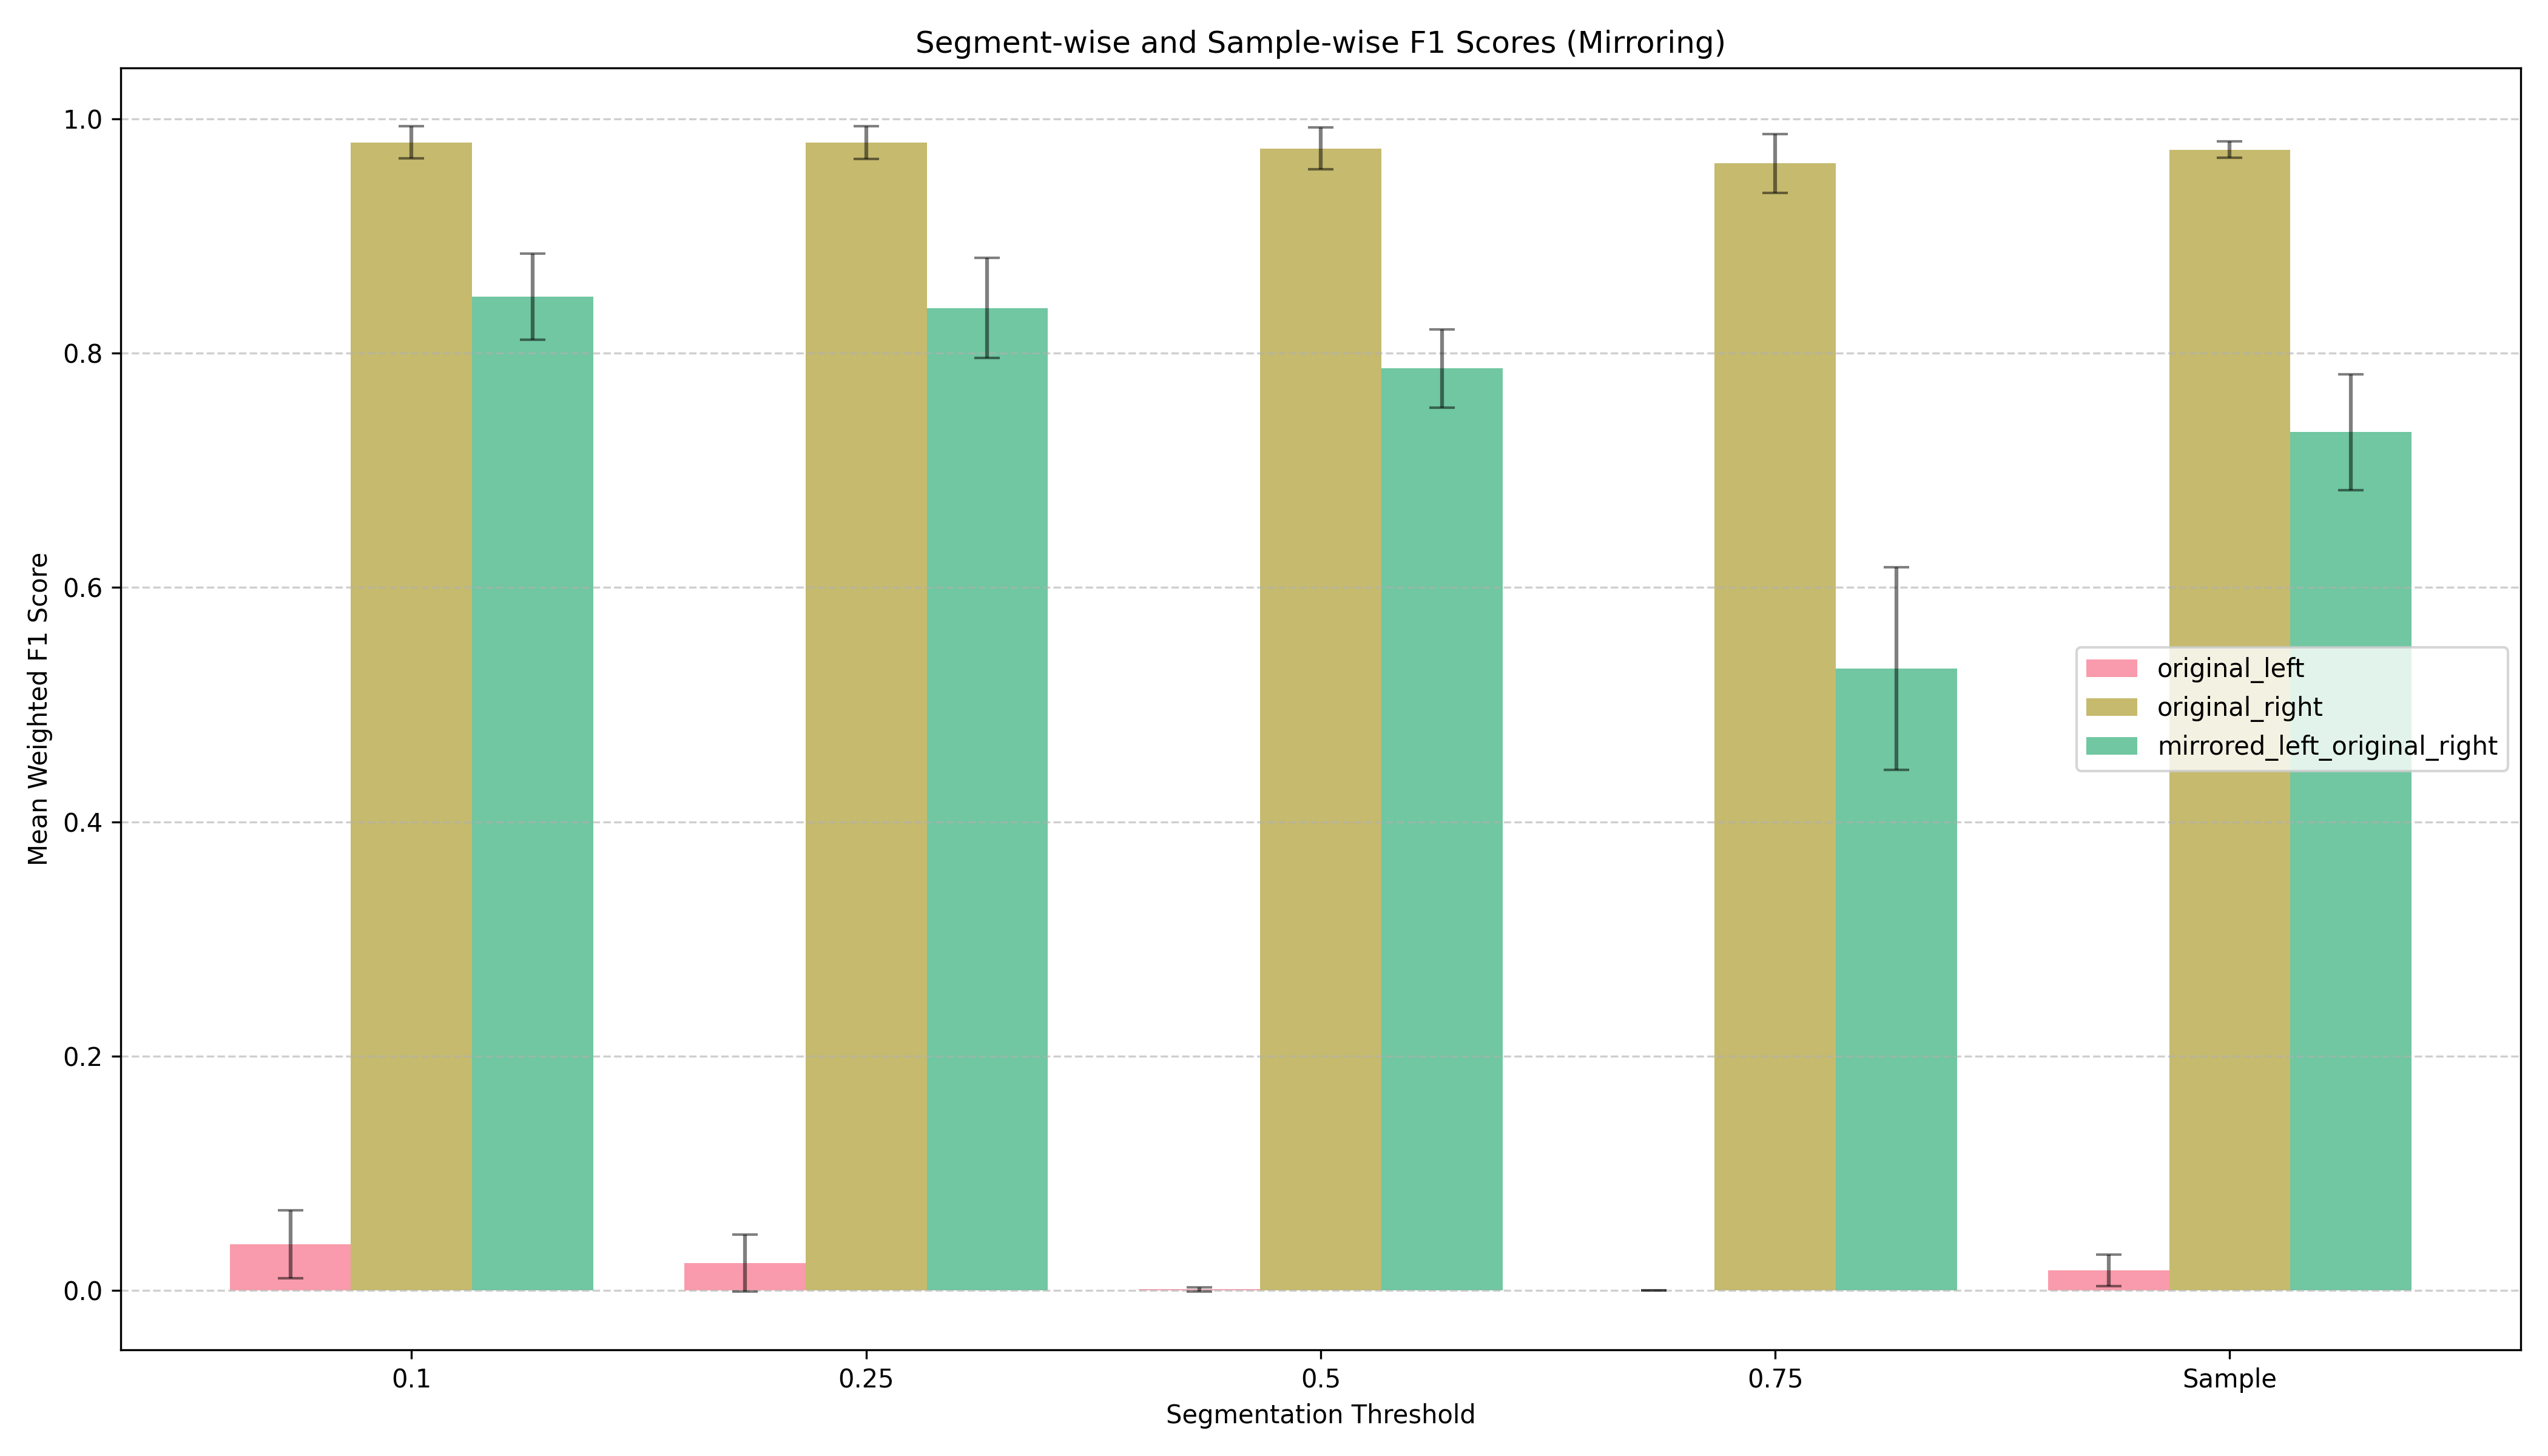 Segment-wise and Sample-wise F1 Scores (Mirroring)
Mean Weighted F1 Score
1.0
0.8
0.6
0.4
0.2
0.0
original_left
original_right
mirrored_left_original_right
0.1
0.25
0.5
0.75
Sample
Segmentation Threshold